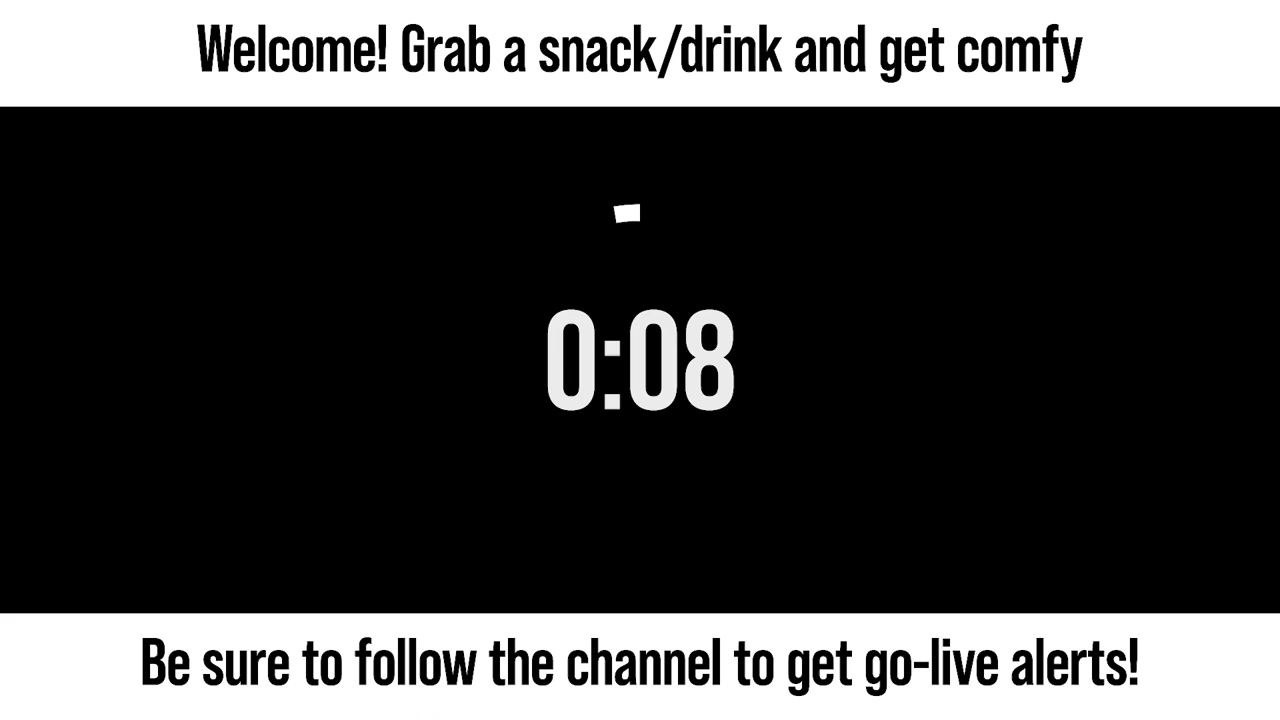 Welcome! Grab a snack/drink and get comfy
0:08
Be sure to follow the channel to get go-live alerts!